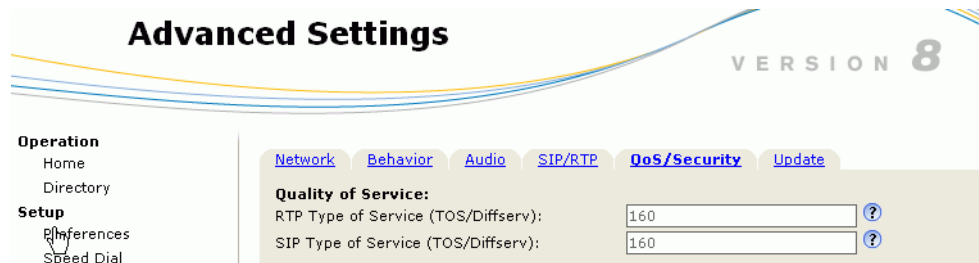 Advanced Settings
VERSION 8
Operation
Home
Directory
Setup
Preferences
Speed Dial
Network Behavior Audio SIP/RTP QoS/Security Update
Quality of Service:
RTP Type of Service (TOS/Diffserv): 160 ?
SIP Type of Service (TOS/Diffserv): 160 ?